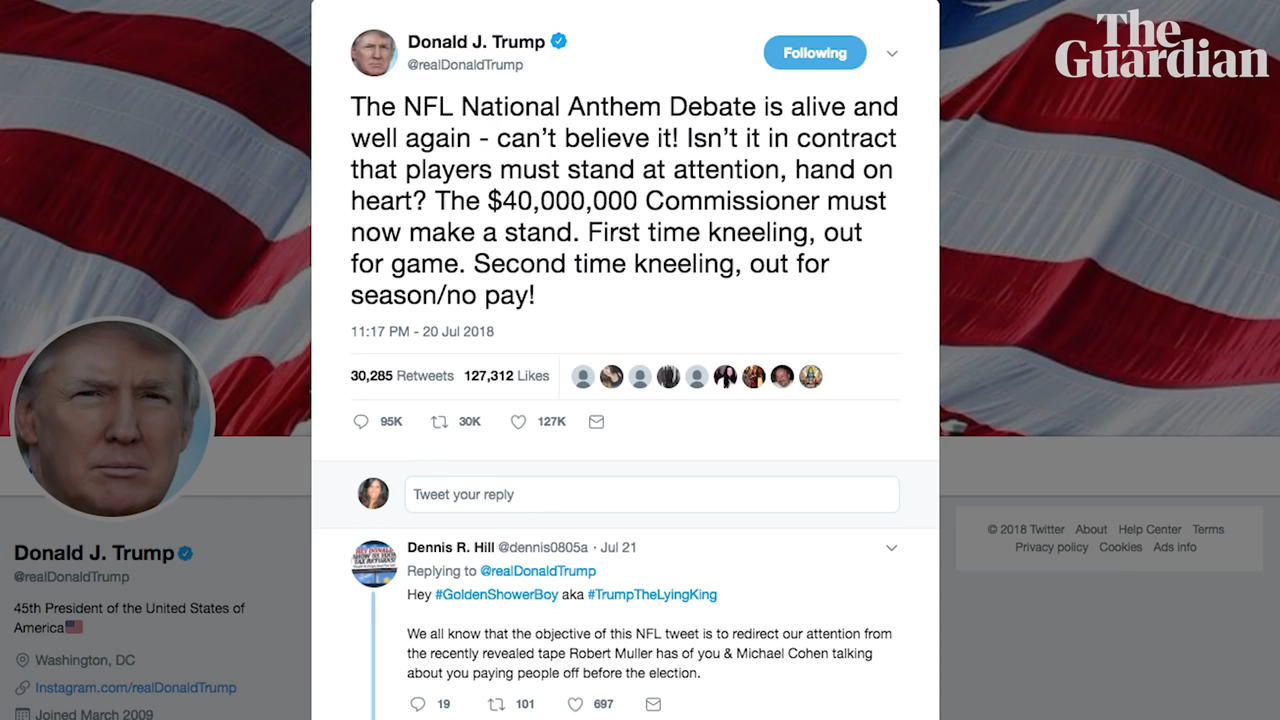 The
Guardian
Donald J. Trump
@realDonaldTrump
Following
The NFL National Anthem Debate is alive and
well again - can’t believe it! Isn’t it in contract
that players must stand at attention, hand on
heart? The $40,000,000 Commissioner must
now make a stand. First time kneeling, out
for game. Second time kneeling, out for
season/no pay!
11:17 PM - 20 Jul 2018
30,285 Retweets 127,312 Likes
95K 30K 127K
Tweet your reply
Dennis R. Hill @dennis0805a · Jul 21
Replying to @realDonaldTrump
Hey #GoldenShowerBoy aka #TrumpTheLyingKing
We all know that the objective of this NFL tweet is to redirect our attention from
the recently revealed tape Robert Muller has of you & Michael Cohen talking
about you paying people off before the election.
19 101 697
Donald J. Trump
@realDonaldTrump
45th President of the United States of
America
Washington, DC
Instagram.com/realDonaldTrump
Joined March 2009
© 2018 Twitter About Help Center Terms
Privacy policy Cookies Ads info